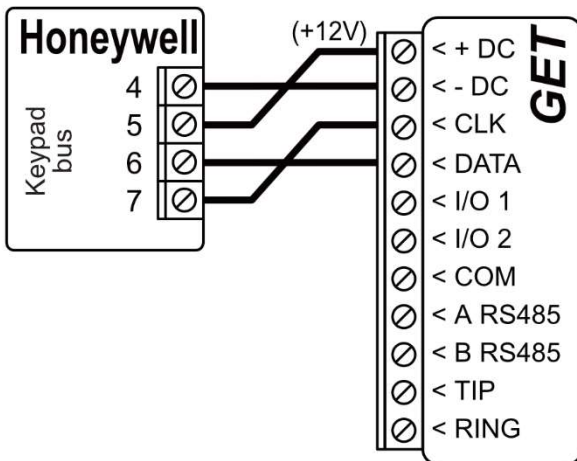 Honeywell
Keypad
bus
4
5
6
7
(+12V)
GET
< + DC
< - DC
< CLK
< DATA
< I/O 1
< I/O 2
< COM
< A RS485
< B RS485
< TIP
< RING